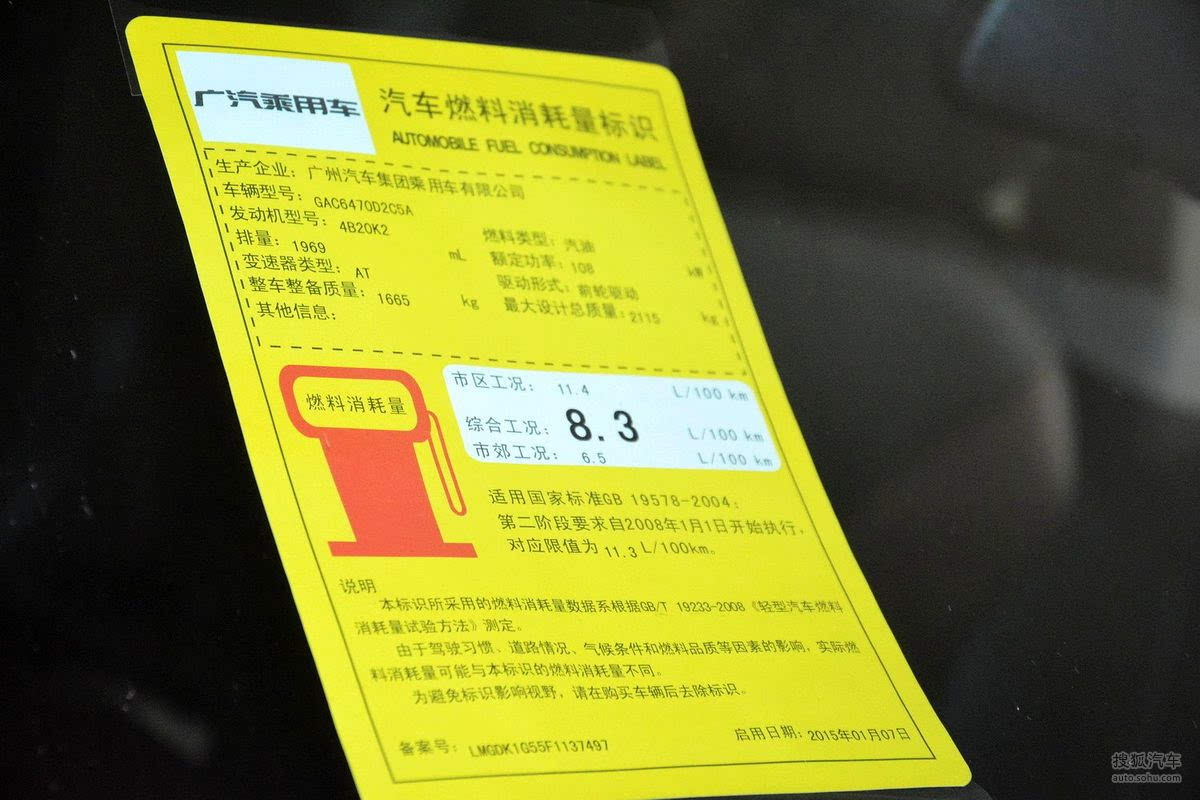 广汽乘用车
汽车燃料消耗量标识
AUTOMOBILE FUEL CONSUMPTION LABEL
生产企业：广州汽车集团乘用车有限公司
车辆型号：GAC6470D2C5A
发动机型号：4B20K2 燃料类型：汽油
排量：1969 mL 额定功率：108 kW
变速器类型：AT 驱动形式：前轮驱动
整车整备质量：1665 kg 最大设计总质量：2115 kg
其他信息：
燃料消耗量
市区工况： 11.4 L/100 km
综合工况： 8.3 L/100 km
市郊工况： 6.5 L/100 km
适用国家标准GB 19578-2004；
第二阶段要求自2008年1月1日开始执行，
对应限值为 11.3 L/100km。
说明
本标识所采用的燃料消耗量数据系根据GB/T 19233-2008《轻型汽车燃料
消耗量试验方法》测定。
由于驾驶习惯、道路情况、气候条件和燃料品质等因素的影响，实际燃
料消耗量可能与本标识的燃料消耗量不同。
为避免标识影响视野，请在购买车辆后去除标识。
备案号： LMGDK1G55F1137497 启用日期：2015年01月07日
搜狐汽车
auto.sohu.com